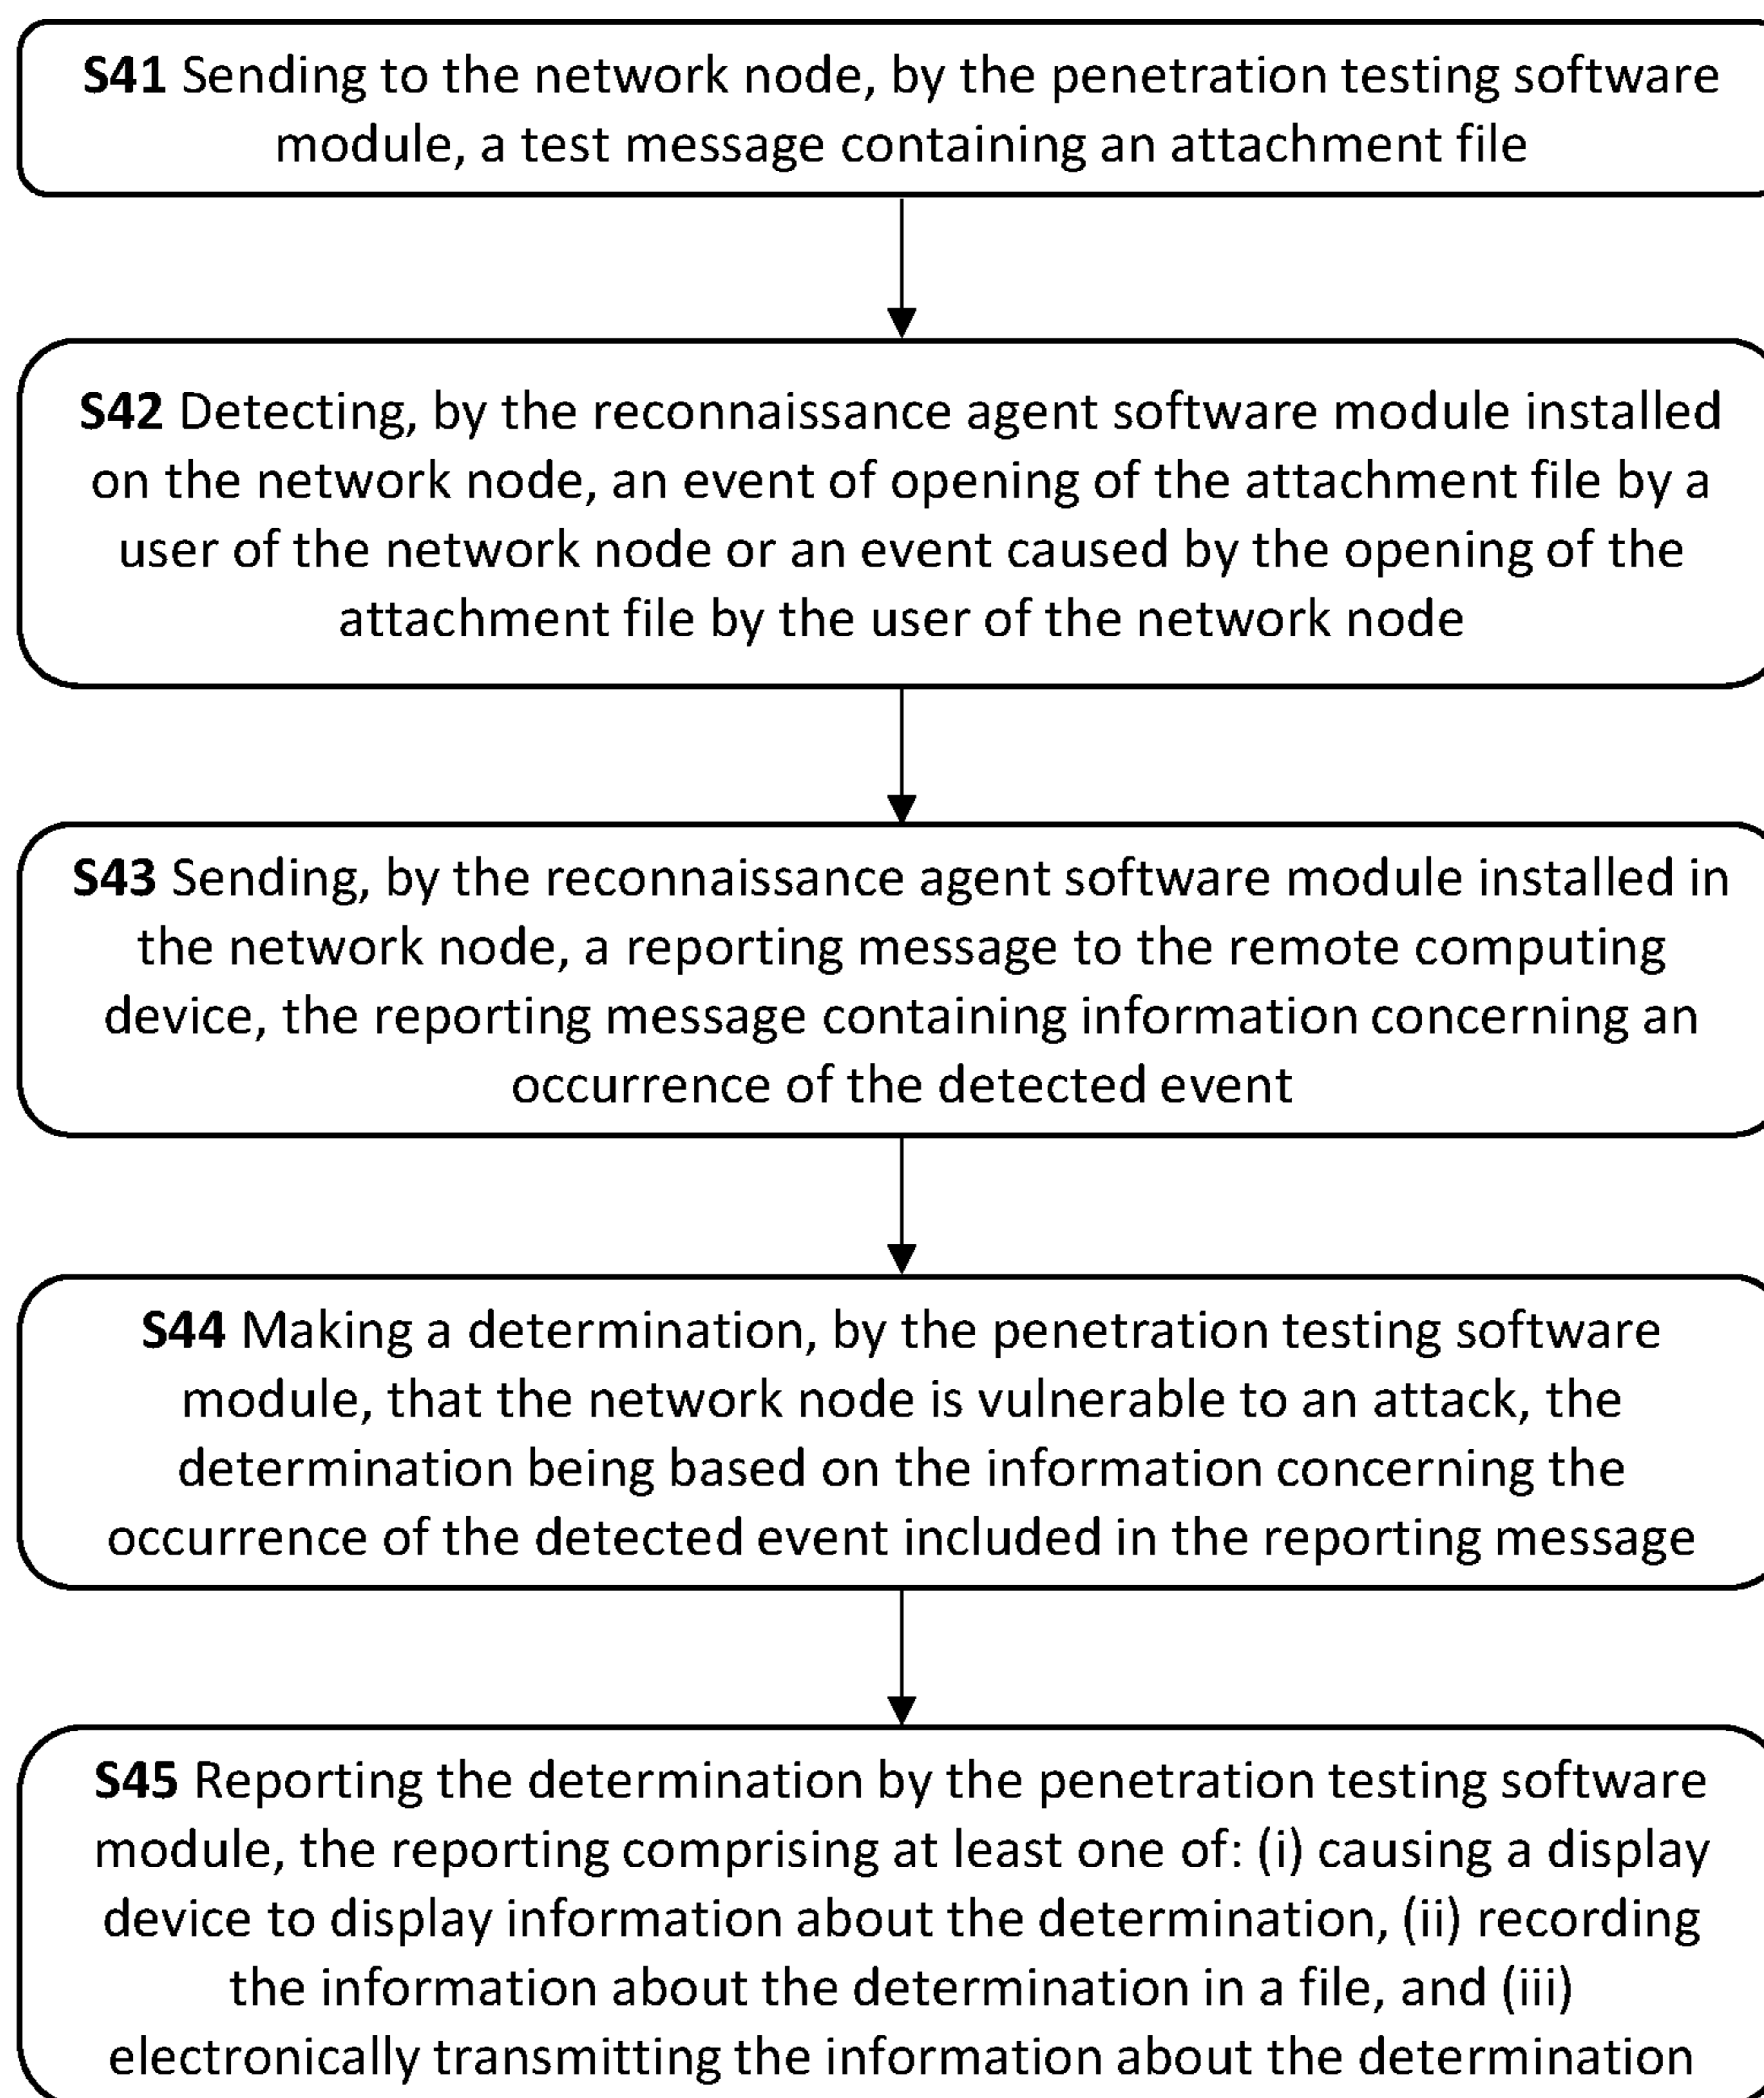 S41 Sending to the network node, by the penetration testing software
module, a test message containing an attachment file
S42 Detecting, by the reconnaissance agent software module installed
on the network node, an event of opening of the attachment file by a
user of the network node or an event caused by the opening of the
attachment file by the user of the network node
S43 Sending, by the reconnaissance agent software module installed in
the network node, a reporting message to the remote computing
device, the reporting message containing information concerning an
occurrence of the detected event
S44 Making a determination, by the penetration testing software
module, that the network node is vulnerable to an attack, the
determination being based on the information concerning the
occurrence of the detected event included in the reporting message
S45 Reporting the determination by the penetration testing software
module, the reporting comprising at least one of: (i) causing a display
device to display information about the determination, (ii) recording
the information about the determination in a file, and (iii)
electronically transmitting the information about the determination